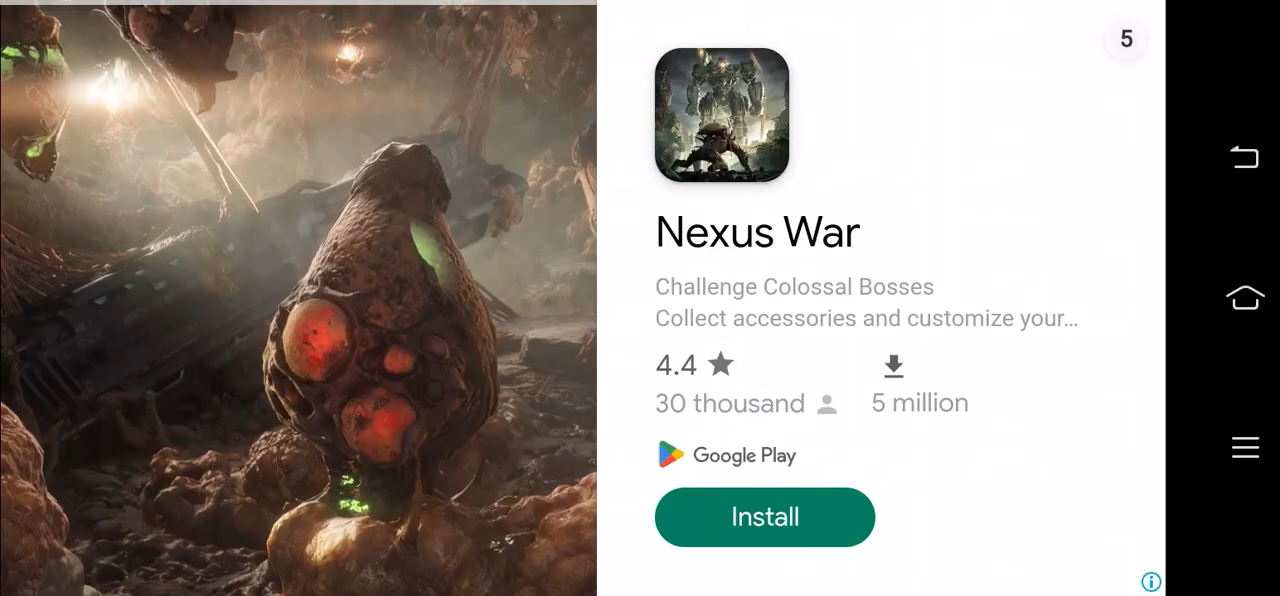 5
Nexus War
Challenge Colossal Bosses
Collect accessories and customize your...
4.4
30 thousand
5 million
Google Play
Install